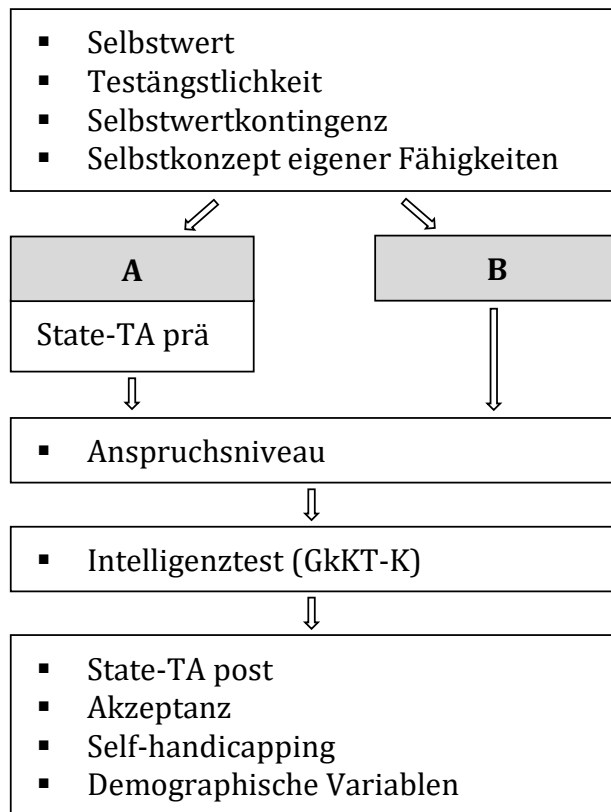 ▪ Selbstwert
▪ Testängstlichkeit
▪ Selbstwertkontingenz
▪ Selbstkonzept eigener Fähigkeiten
A
B
State-TA prä
▪ Anspruchsniveau
▪ Intelligenztest (GkKT-K)
▪ State-TA post
▪ Akzeptanz
▪ Self-handicapping
▪ Demographische Variablen